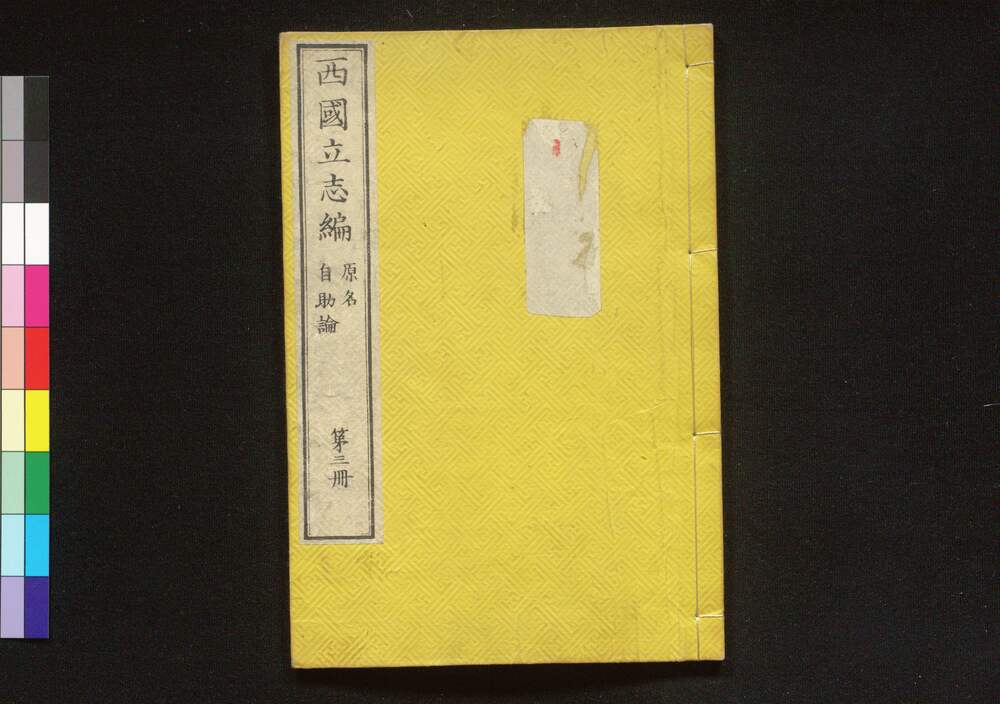 西國立志編
原名
自助論
第三冊